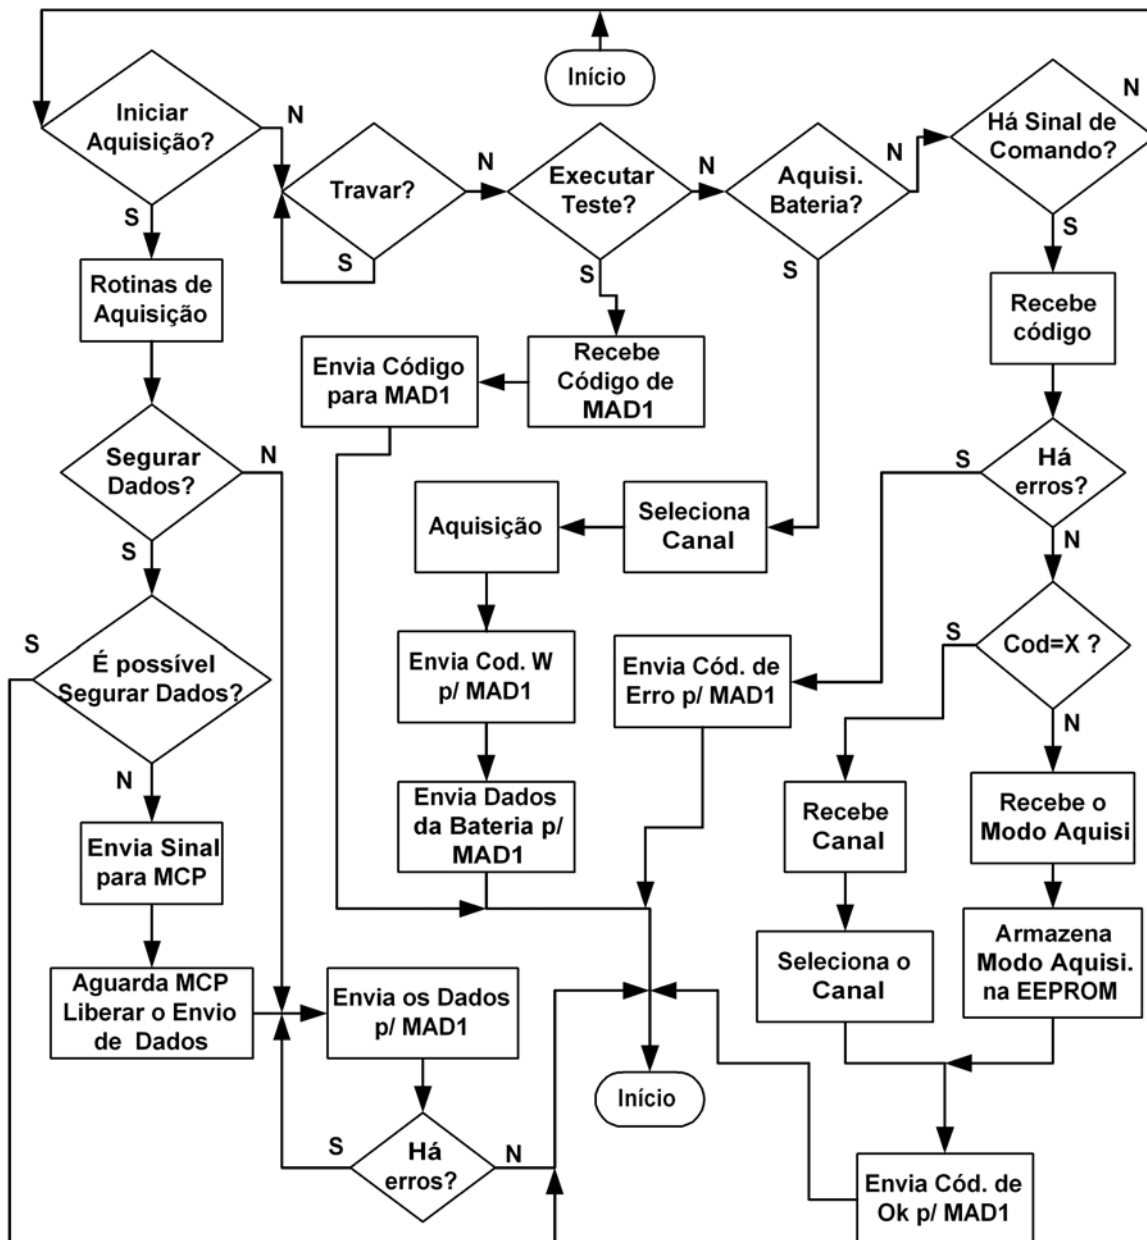 Início
Iniciar
Aquisição?
N
S
Travar?
N
S
Executar
Teste?
N
S
Aquisi.
Bateria?
N
S
Há Sinal de
Comando?
N
S
Rotinas de
Aquisição
Recebe
código
Envia Código
para MAD1
Recebe
Código de
MAD1
Segurar
Dados?
N
S
Há
erros?
S
N
Aquisição
Seleciona
Canal
É possível
Segurar Dados?
S
N
Envia Cod. W
p/ MAD1
Envia Cód. de
Erro p/ MAD1
Cod=X ?
S
N
Envia Dados
da Bateria p/
MAD1
Recebe
Canal
Recebe o
Modo Aquisi
Envia Sinal
para MCP
Seleciona o
Canal
Armazena
Modo Aquisi.
na EEPROM
Aguarda MCP
Liberar o Envio
de Dados
Envia os Dados
p/ MAD1
Início
Há
erros?
S
N
Envia Cód. de
Ok p/ MAD1